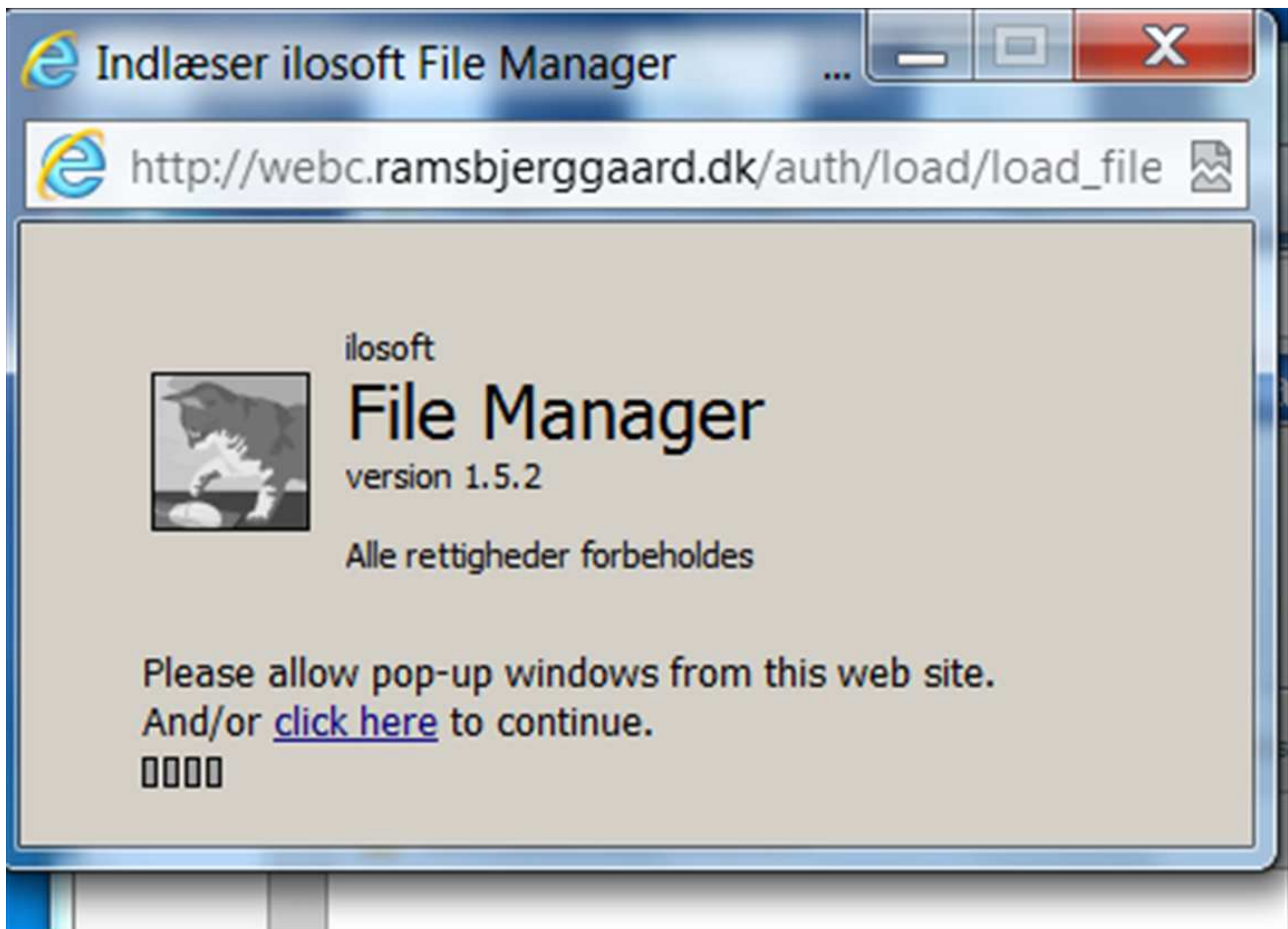 Indlæser ilosoft File Manager ...
http://webc.ramsbjerggaard.dk/auth/load/load_file
ilosoft
File Manager
version 1.5.2
Alle rettigheder forbeholdes
Please allow pop-up windows from this web site.
And/or click here to continue.